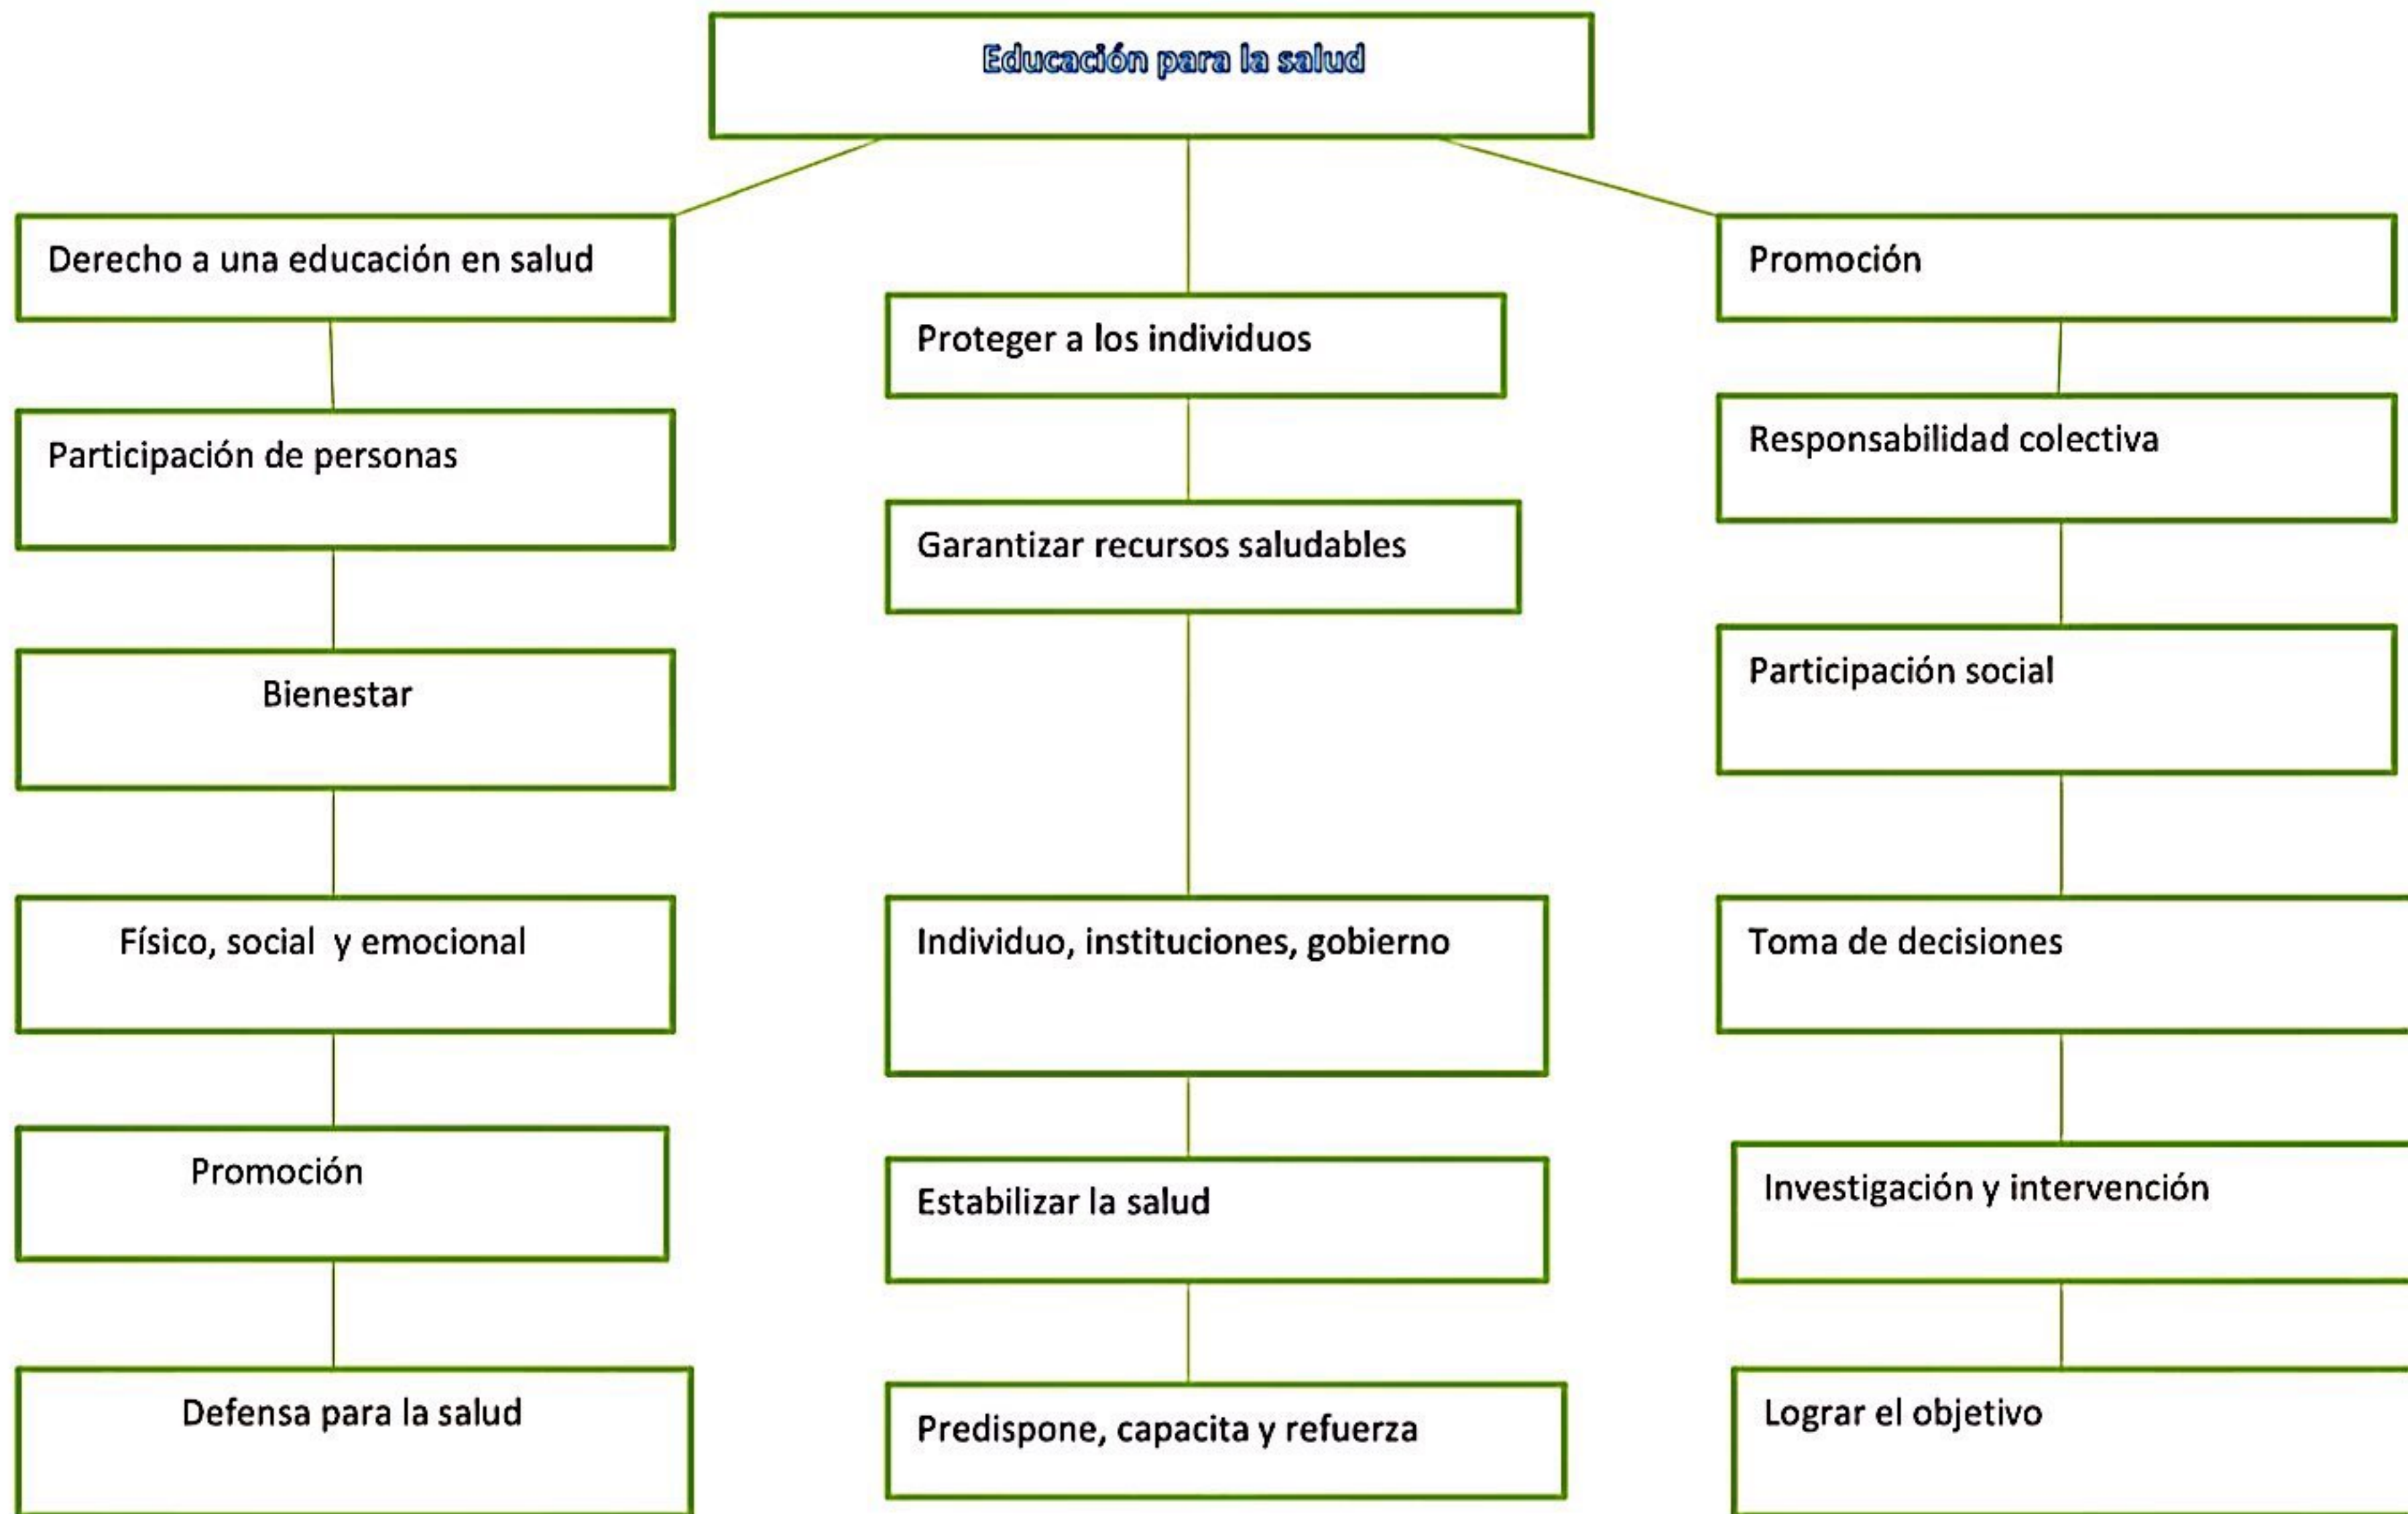 Educación para la salud
Derecho a una educación en salud
Participación de personas
Bienestar
Físico, social y emocional
Promoción
Defensa para la salud
Proteger a los individuos
Garantizar recursos saludables
Individuo, instituciones, gobierno
Estabilizar la salud
Predispone, capacita y refuerza
Promoción
Responsabilidad colectiva
Participación social
Toma de decisiones
Investigación y intervención
Lograr el objetivo